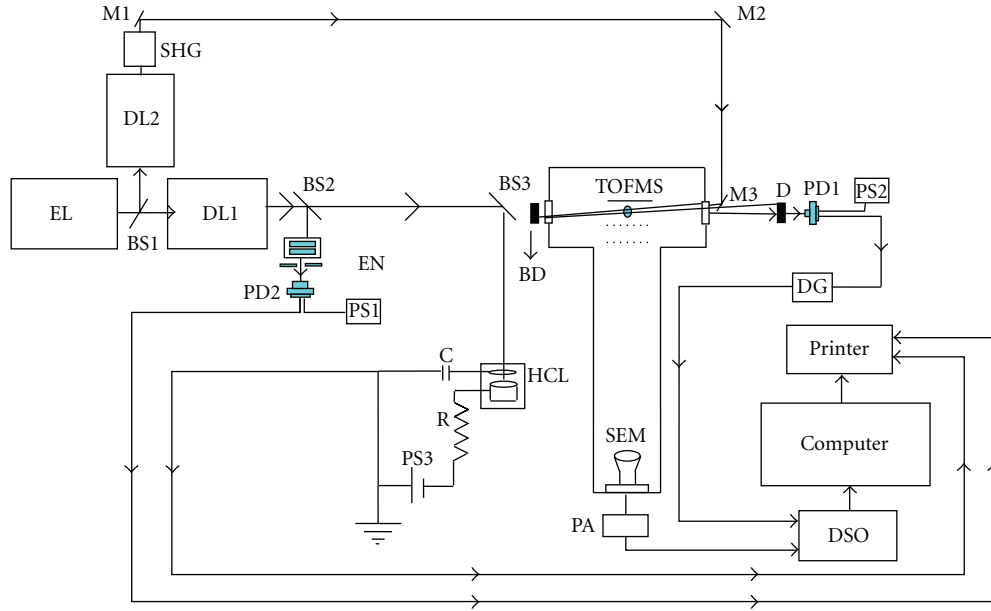 M1
M2
SHG
DL2
EL
BS1
DL1
BS2
BS3
TOFMS
M3
D
PD1
PS2
BD
EN
PD2
PS1
DG
Printer
C
HCL
R
PS3
Computer
SEM
PA
DSO